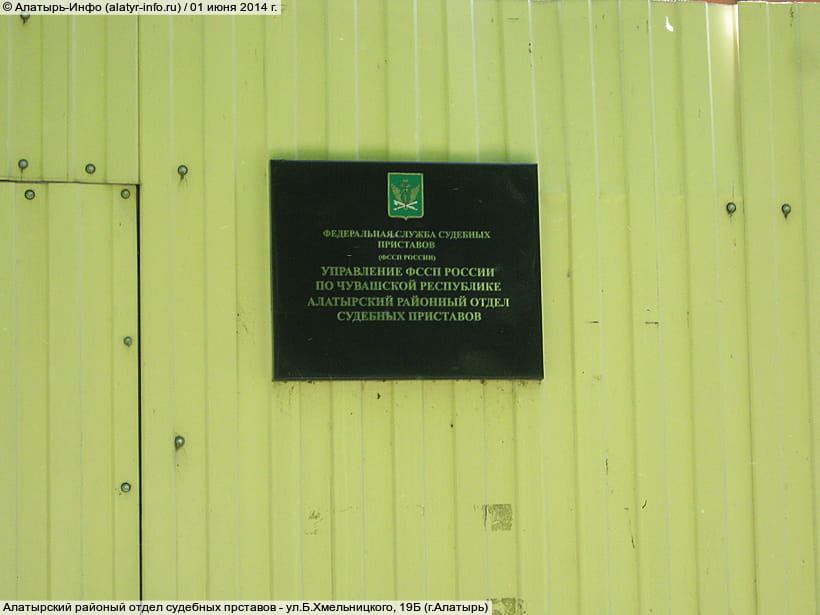 © Алатырь-Инфо (alatyr-info.ru) / 01 июня 2014 г.
ФЕДЕРАЛЬНАЯ СЛУЖБА СУДЕБНЫХ
ПРИСТАВОВ
(ФССП РОССИИ)
УПРАВЛЕНИЕ ФССП РОССИИ
ПО ЧУВАШСКОЙ РЕСПУБЛИКЕ
АЛАТЫРСКИЙ РАЙОННЫЙ ОТДЕЛ
СУДЕБНЫХ ПРИСТАВОВ
Алатырский районый отдел судебных прставов - ул.Б.Хмельницкого, 19Б (г.Алатырь)